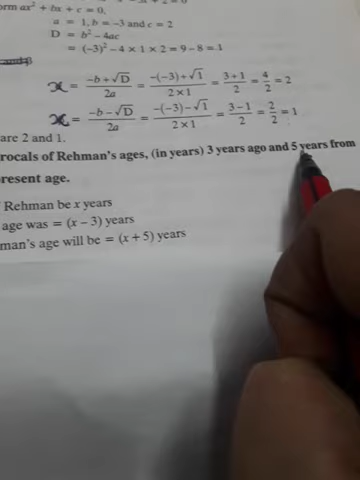 orm ax² + bx + c = 0,
a = 1, b = −3 and c = 2
D = b² − 4ac
= (−3)² − 4 × 1 × 2 = 9 − 8 = 1
x = (−b + √D)/2a = (−(−3) + √1)/(2 × 1) = (3 + 1)/2 = 4/2 = 2
x = (−b − √D)/2a = (−(−3) − √1)/(2 × 1) = (3 − 1)/2 = 2/2 = 1
are 2 and 1.
rocals of Rehman's ages, (in years) 3 years ago and 5 years from
resent age.
Rehman be x years
age was = (x − 3) years
man's age will be = (x + 5) years